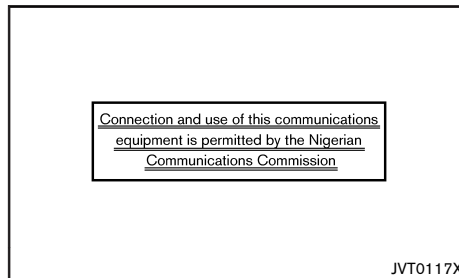 Connection and use of this communications
equipment is permitted by the Nigerian
Communications Commission
JVT0117X